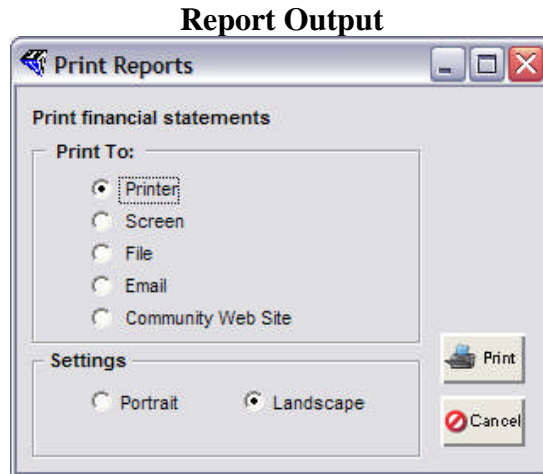 Report Output
Print Reports
Print financial statements
Print To:
Printer
Screen
File
Email
Community Web Site
Settings
Portrait Landscape
Print
Cancel